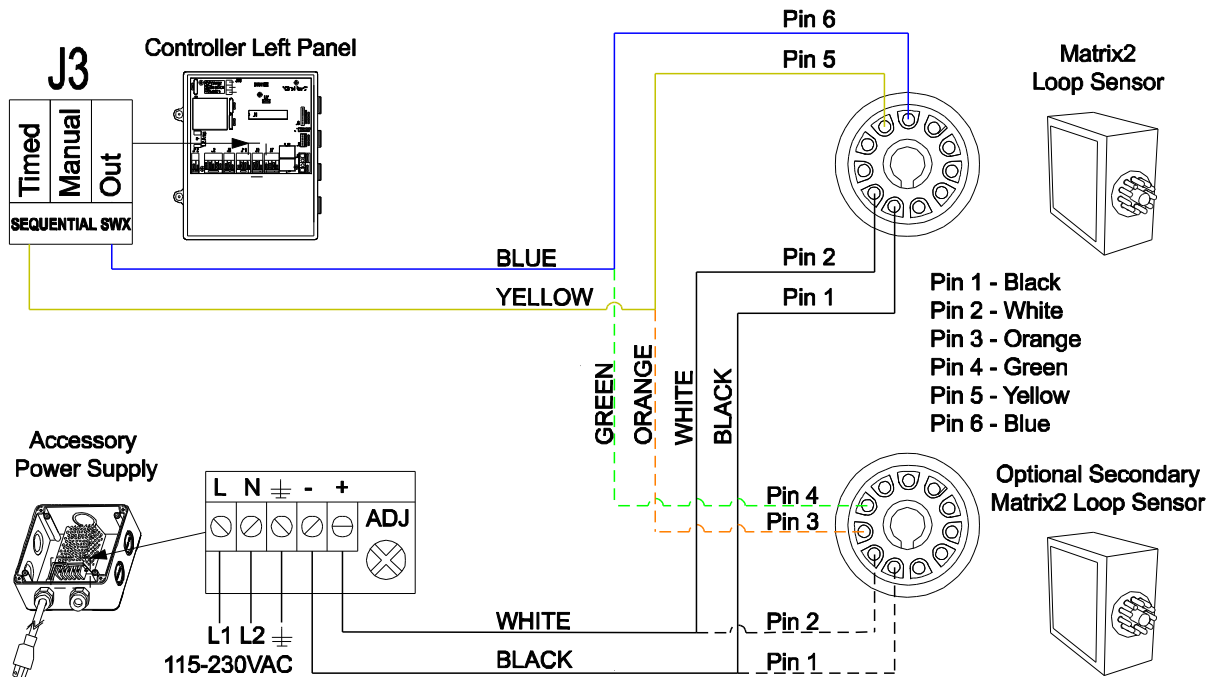 Controller Left Panel
J3
Timed
Manual
Out
SEQUENTIAL SWX
Pin 6
Pin 5
Matrix2
Loop Sensor
BLUE
YELLOW
Pin 2
Pin 1
Pin 1 - Black
Pin 2 - White
Pin 3 - Orange
Pin 4 - Green
Pin 5 - Yellow
Pin 6 - Blue
GREEN
ORANGE
WHITE
BLACK
Accessory
Power Supply
L N - +
ADJ
L1 L2
115-230VAC
Pin 4
Pin 3
Optional Secondary
Matrix2 Loop Sensor
WHITE
BLACK
Pin 2
Pin 1